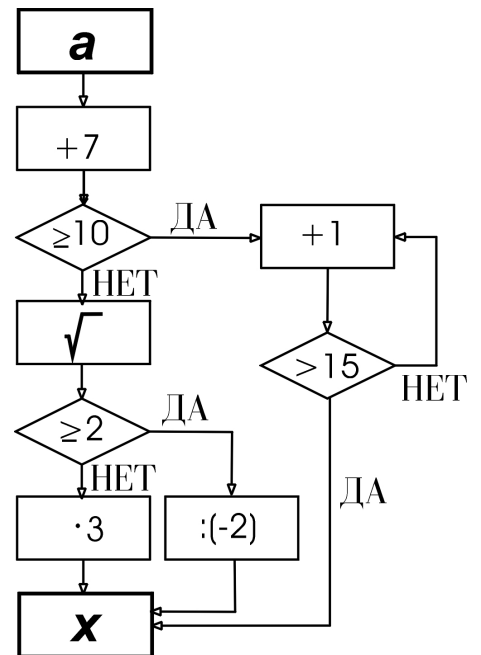 a
+7
≥10
ДА
+1
НЕТ
√
>15
НЕТ
≥2
ДА
НЕТ
ДА
·3
:(-2)
x